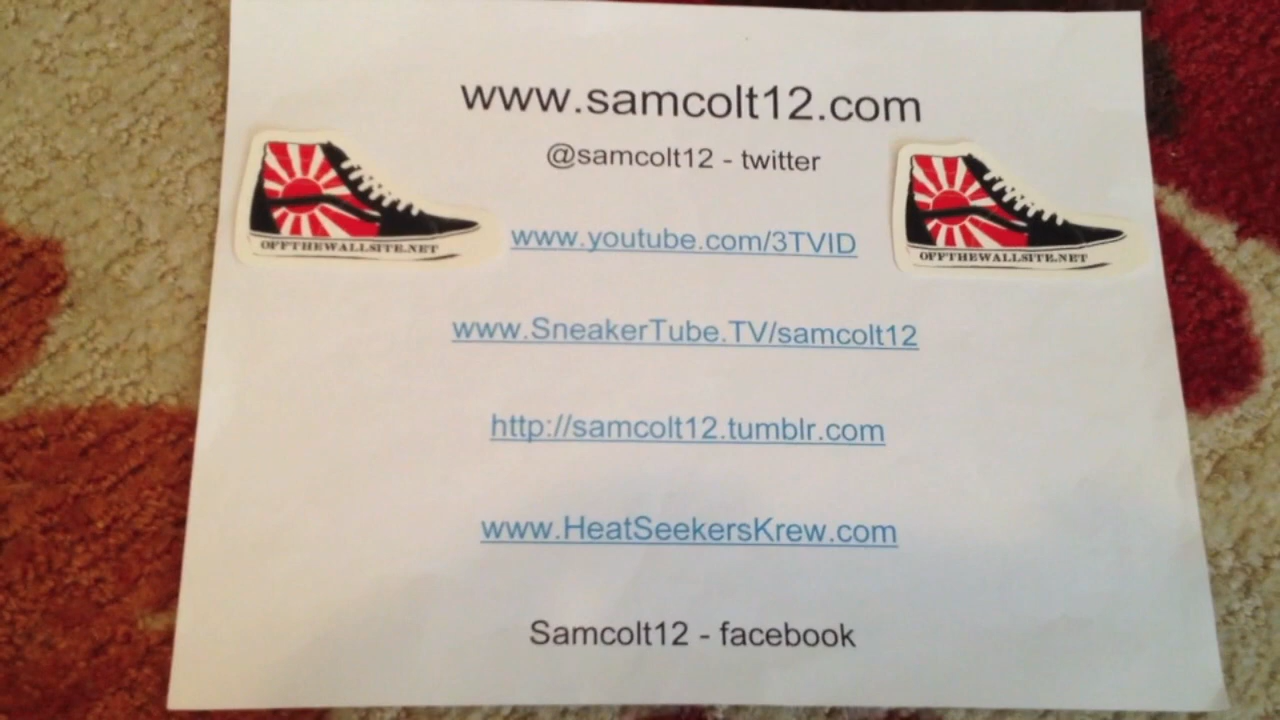 www.samcolt12.com
@samcolt12 - twitter
OFFTHEWALLSITE.NET
www.youtube.com/3TVID
OFFTHEWALLSITE.NET
www.SneakerTube.TV/samcolt12
http://samcolt12.tumblr.com
www.HeatSeekersKrew.com
Samcolt12 - facebook